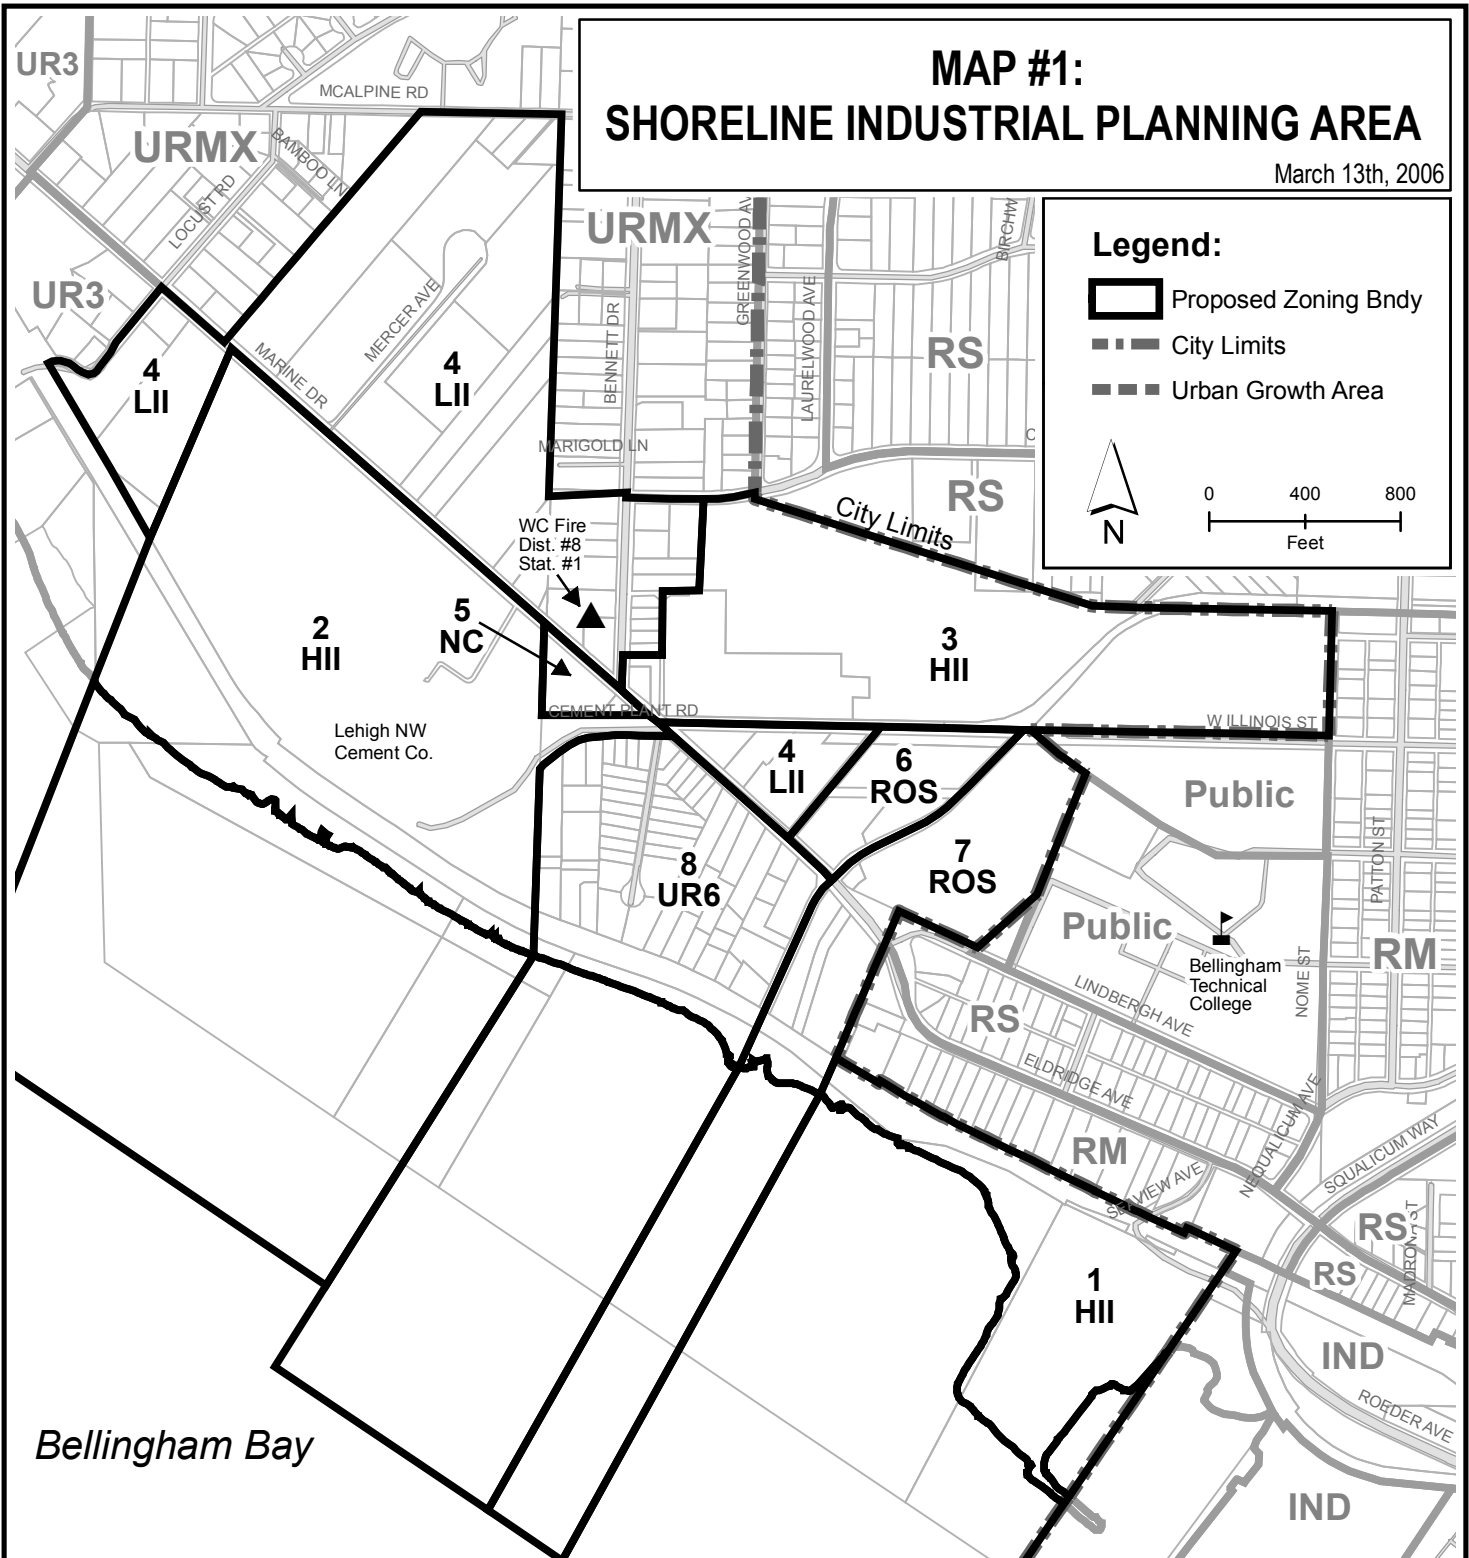 MAP #1:
SHORELINE INDUSTRIAL PLANNING AREA
March 13th, 2006
Legend:
Proposed Zoning Bndy
City Limits
Urban Growth Area
N
0 400 800
Feet
UR3
MCALPINE RD
URMX
BAMBOO LN
LOCUST RD
UR3
URMX
GREENWOOD AV
BIRCHW
MERCER AVE
BENNETT DR
LAURELWOOD AVE
RS
MARINE DR
4
LII
4
LII
MARIGOLD LN
C
RS
City Limits
WC Fire
Dist. #8
Stat. #1
5
NC
2
HII
3
HII
Lehigh NW
Cement Co.
CEMENT PLANT RD
W ILLINOIS ST
4
LII
6
ROS
Public
7
ROS
8
UR6
PATTON ST
Public
Bellingham
Technical
College
RM
NOME ST
LINDBERGH AVE
RS
ELDRIDGE AVE
RM
NEQUALICUM AVE
SQUALICUM WAY
SEAVIEW AVE
RS
MADRONA ST
RS
1
HII
IND
ROEDER AVE
Bellingham Bay
IND